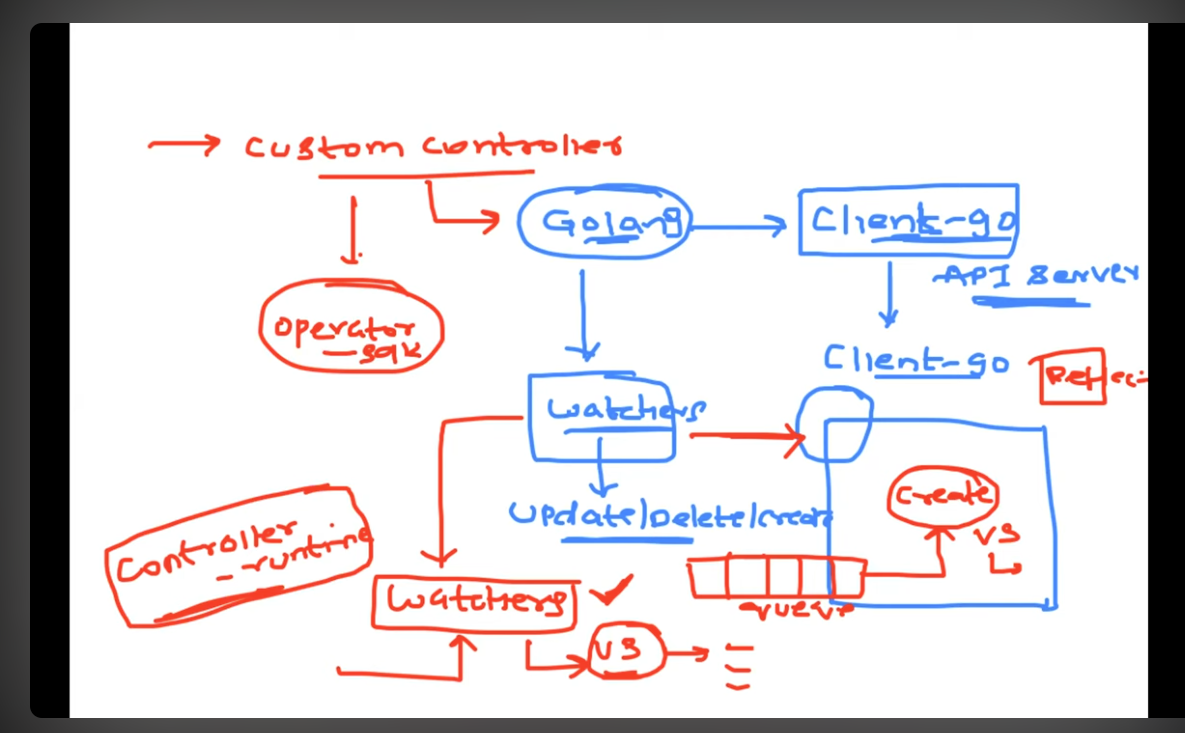 Custom Controller
Golang
Client-go
API Server
Operator
- sdk
Client-go
Reflec
Watchers
Create
Update/Delete/Creat
VS
Controller
- runtime
Watchers
queue
VS